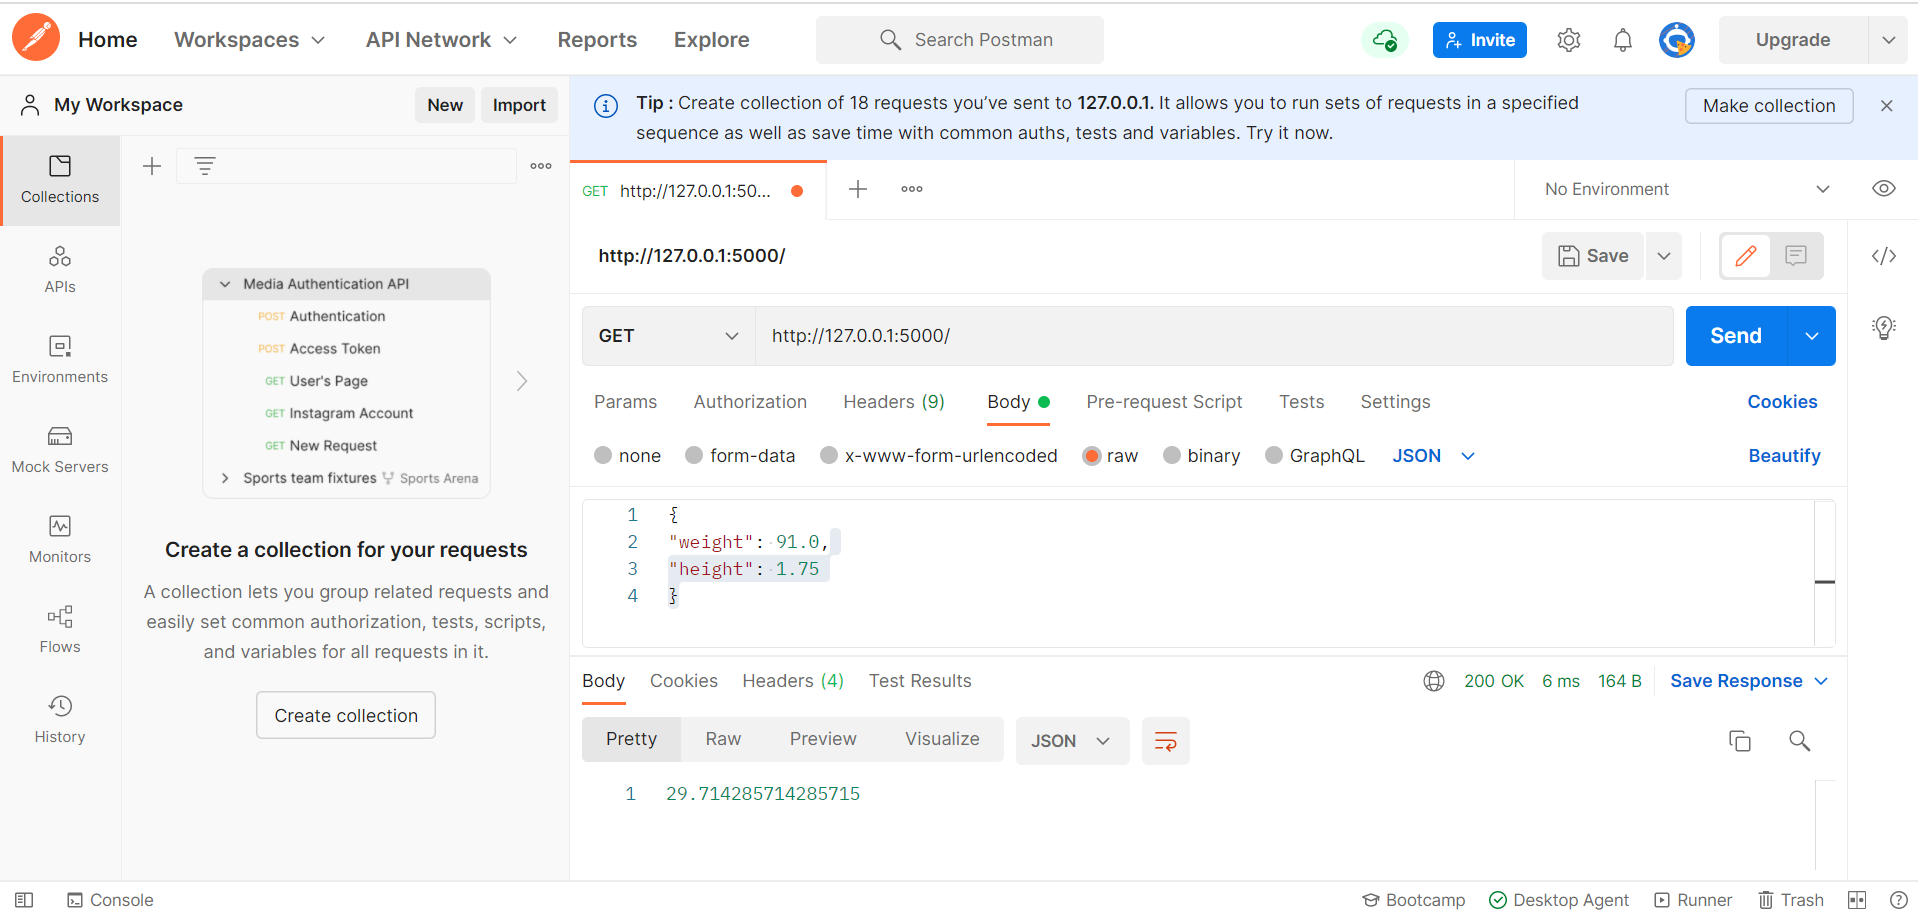 Home Workspaces API Network Reports Explore Search Postman Invite Upgrade
My Workspace New Import
Tip : Create collection of 18 requests you've sent to 127.0.0.1. It allows you to run sets of requests in a specified
sequence as well as save time with common auths, tests and variables. Try it now.
Make collection
Collections
APIs
Environments
Mock Servers
Monitors
Flows
History
Media Authentication API
POST Authentication
POST Access Token
GET User's Page
GET Instagram Account
GET New Request
Sports team fixtures Sports Arena
Create a collection for your requests
A collection lets you group related requests and
easily set common authorization, tests, scripts,
and variables for all requests in it.
Create collection
GET http://127.0.0.1:50... No Environment
http://127.0.0.1:5000/ Save
GET http://127.0.0.1:5000/ Send
Params Authorization Headers (9) Body Pre-request Script Tests Settings Cookies
none form-data x-www-form-urlencoded raw binary GraphQL JSON Beautify
1 {
2 "weight": 91.0,
3 "height": 1.75
4 }
Body Cookies Headers (4) Test Results 200 OK 6 ms 164 B Save Response
Pretty Raw Preview Visualize JSON
1 29.714285714285715
Console Bootcamp Desktop Agent Runner Trash